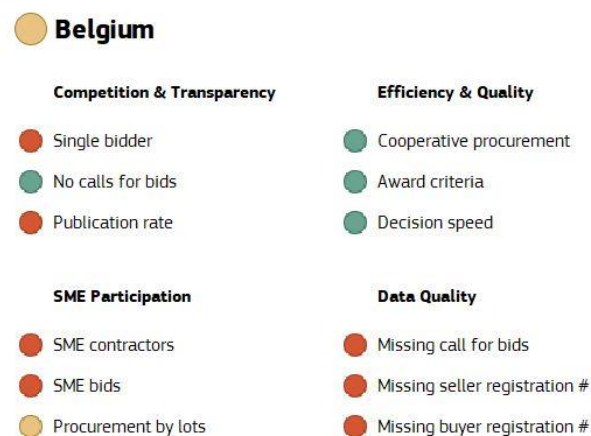 Belgium
Competition & Transparency
Single bidder
No calls for bids
Publication rate
Efficiency & Quality
Cooperative procurement
Award criteria
Decision speed
SME Participation
SME contractors
SME bids
Procurement by lots
Data Quality
Missing call for bids
Missing seller registration #
Missing buyer registration #